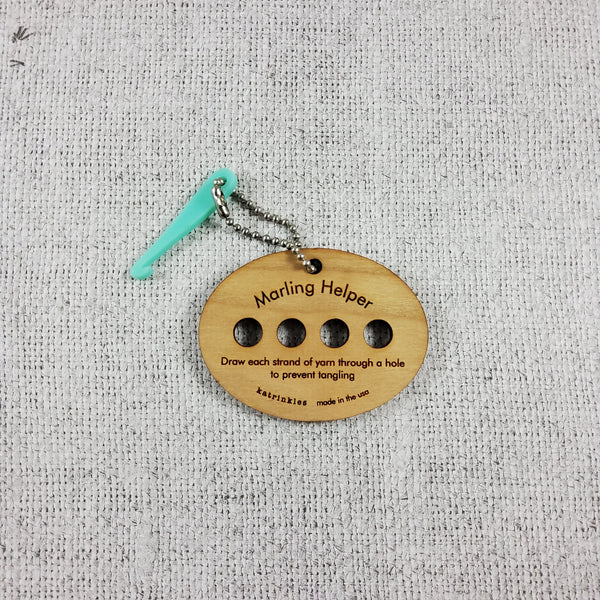 Marling Helper
Draw each strand of yarn through a hole
to prevent tangling
katrinkles made in the usa